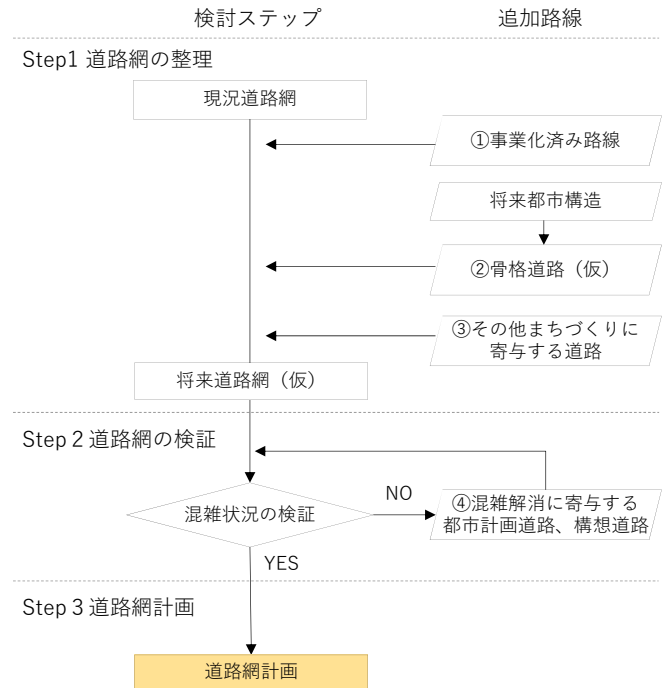 検討ステップ
追加路線
Step1 道路網の整理
現況道路網
①事業化済み路線
将来都市構造
②骨格道路（仮）
③その他まちづくりに
寄与する道路
将来道路網（仮）
Step 2 道路網の検証
混雑状況の検証
NO
④混雑解消に寄与する
都市計画道路、構想道路
YES
Step 3 道路網計画
道路網計画